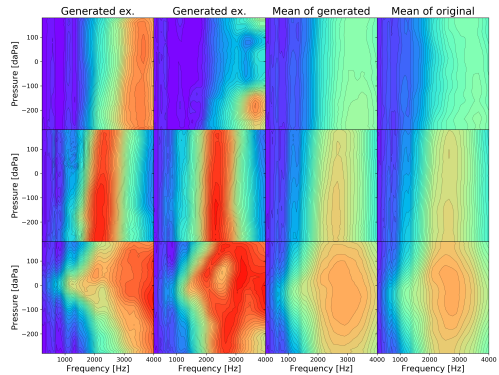 Generated ex. Generated ex. Mean of generated Mean of original
Pressure [daPa] 100 0 −100 −200
Pressure [daPa] 100 0 −100 −200
Pressure [daPa] 100 0 −100 −200
1000 2000 3000 4000 1000 2000 3000 4000 1000 2000 3000 4000 1000 2000 3000 4000
Frequency [Hz] Frequency [Hz] Frequency [Hz] Frequency [Hz]